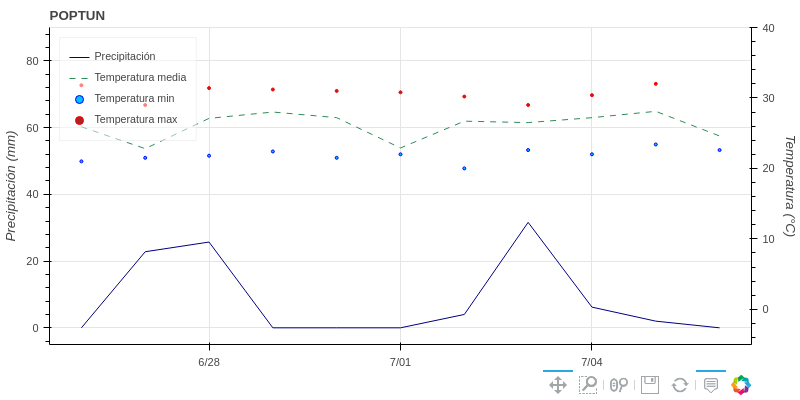 POPTUN
Precipitación
Temperatura media
Temperatura min
Temperatura max
Precipitación (mm)
80
60
40
20
0
Temperatura (°C)
40
30
20
10
0
6/28
7/01
7/04